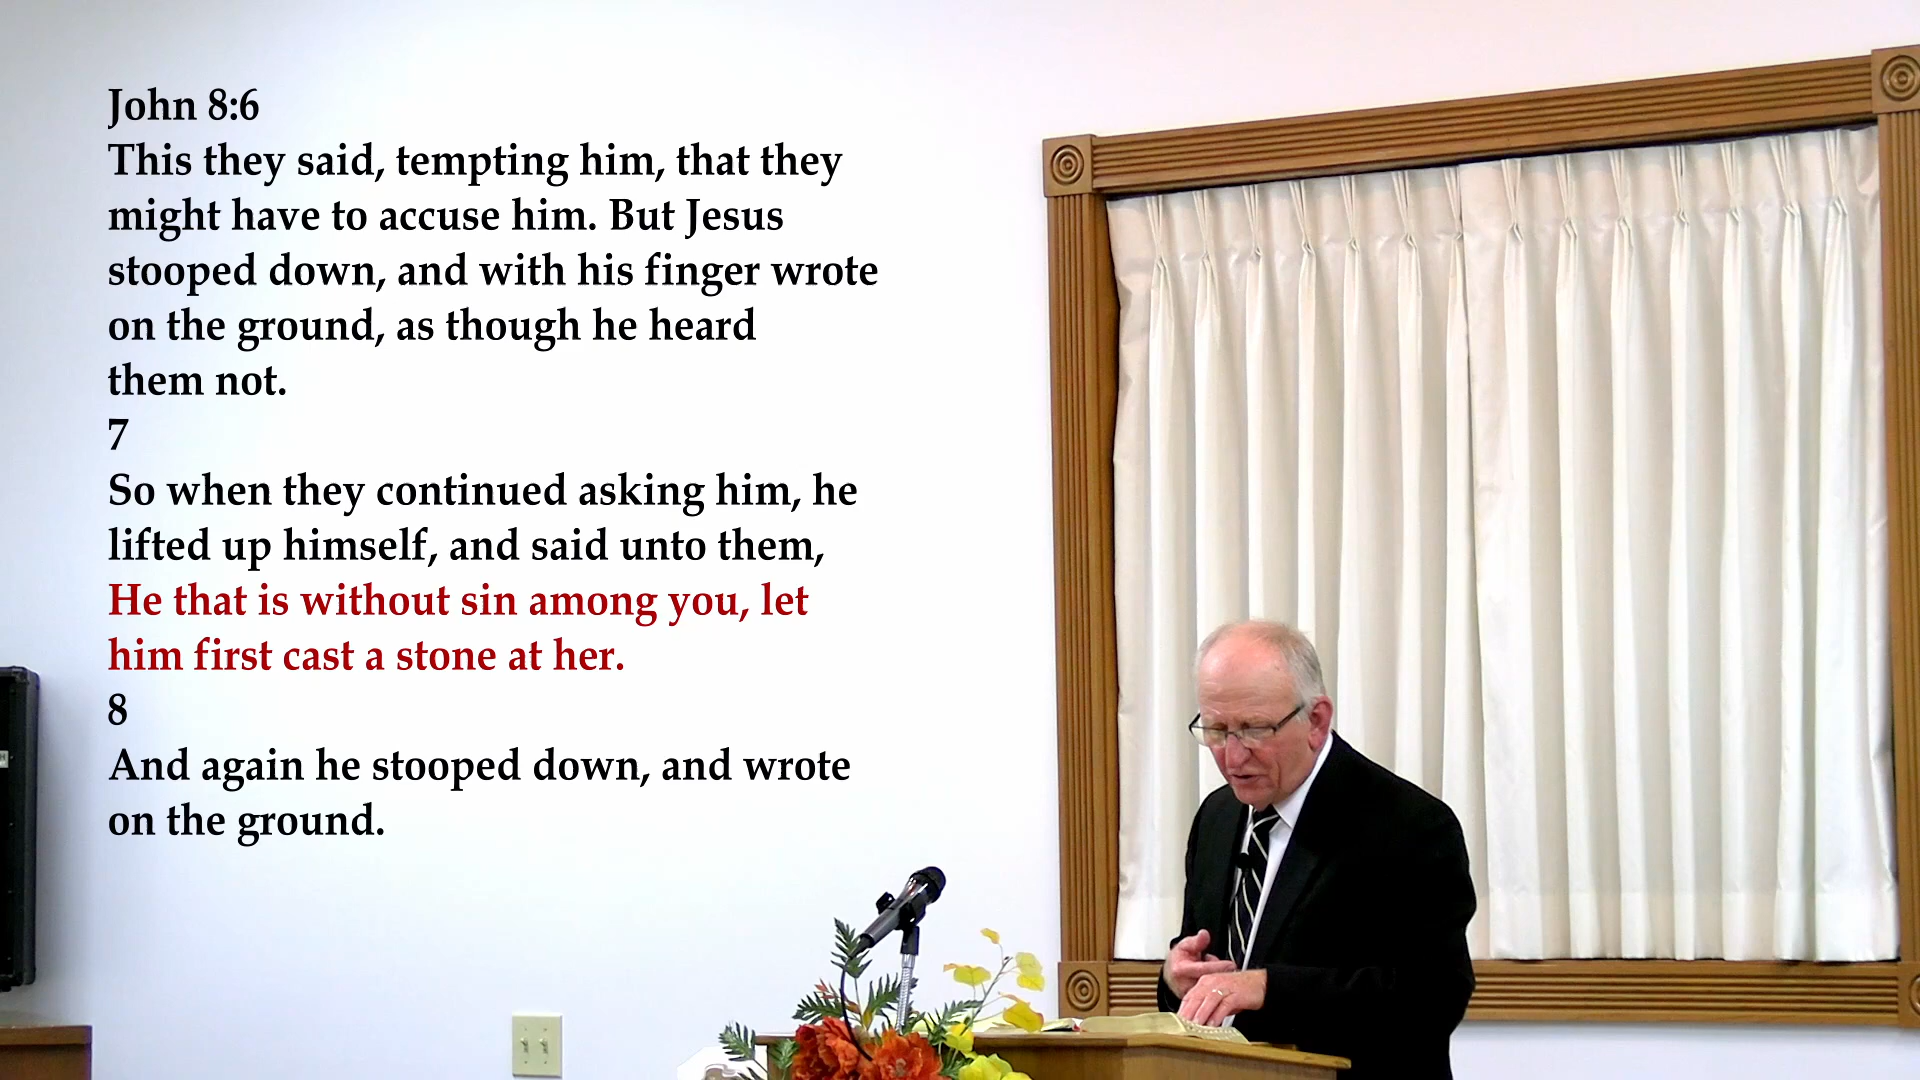 John 8:6
This they said, tempting him, that they
might have to accuse him. But Jesus
stooped down, and with his finger wrote
on the ground, as though he heard
them not.
7
So when they continued asking him, he
lifted up himself, and said unto them,
He that is without sin among you, let
him first cast a stone at her.
8
And again he stooped down, and wrote
on the ground.